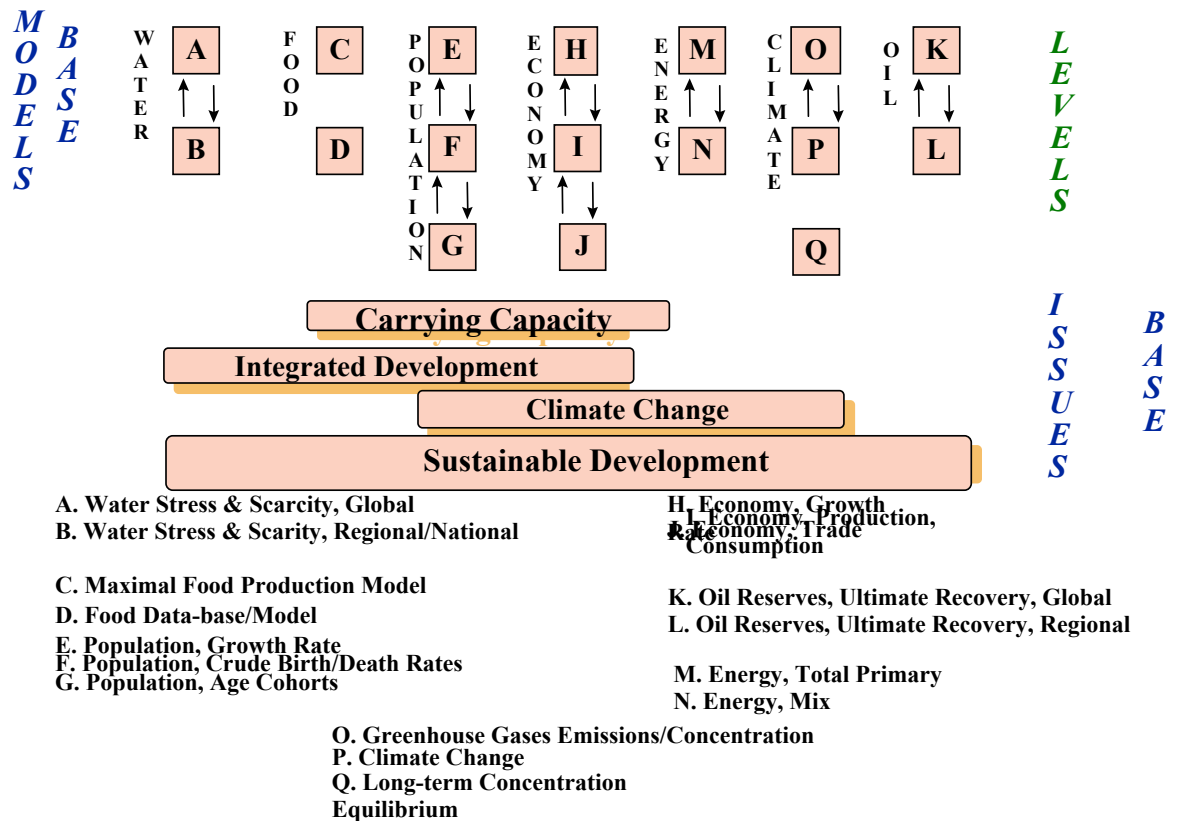 MODELS
BASE
WATER
FOOD
POPULATION
ECONOMY
ENERGY
CLIMATE
OIL
LEVELS
A
C
E
H
M
O
K
B
D
F
I
N
P
L
G
J
Q
Carrying Capacity
Integrated Development
Climate Change
Sustainable Development
ISSUES
BASE
A. Water Stress & Scarcity, Global
B. Water Stress & Scarity, Regional/National
C. Maximal Food Production Model
D. Food Data-base/Model
E. Population, Growth Rate
F. Population, Crude Birth/Death Rates
G. Population, Age Cohorts
H. Economy, Growth
Rate
I. Economy, Production,
Consumption
J. Economy, Trade
K. Oil Reserves, Ultimate Recovery, Global
L. Oil Reserves, Ultimate Recovery, Regional
M. Energy, Total Primary
N. Energy, Mix
O. Greenhouse Gases Emissions/Concentration
P. Climate Change
Q. Long-term Concentration
Equilibrium